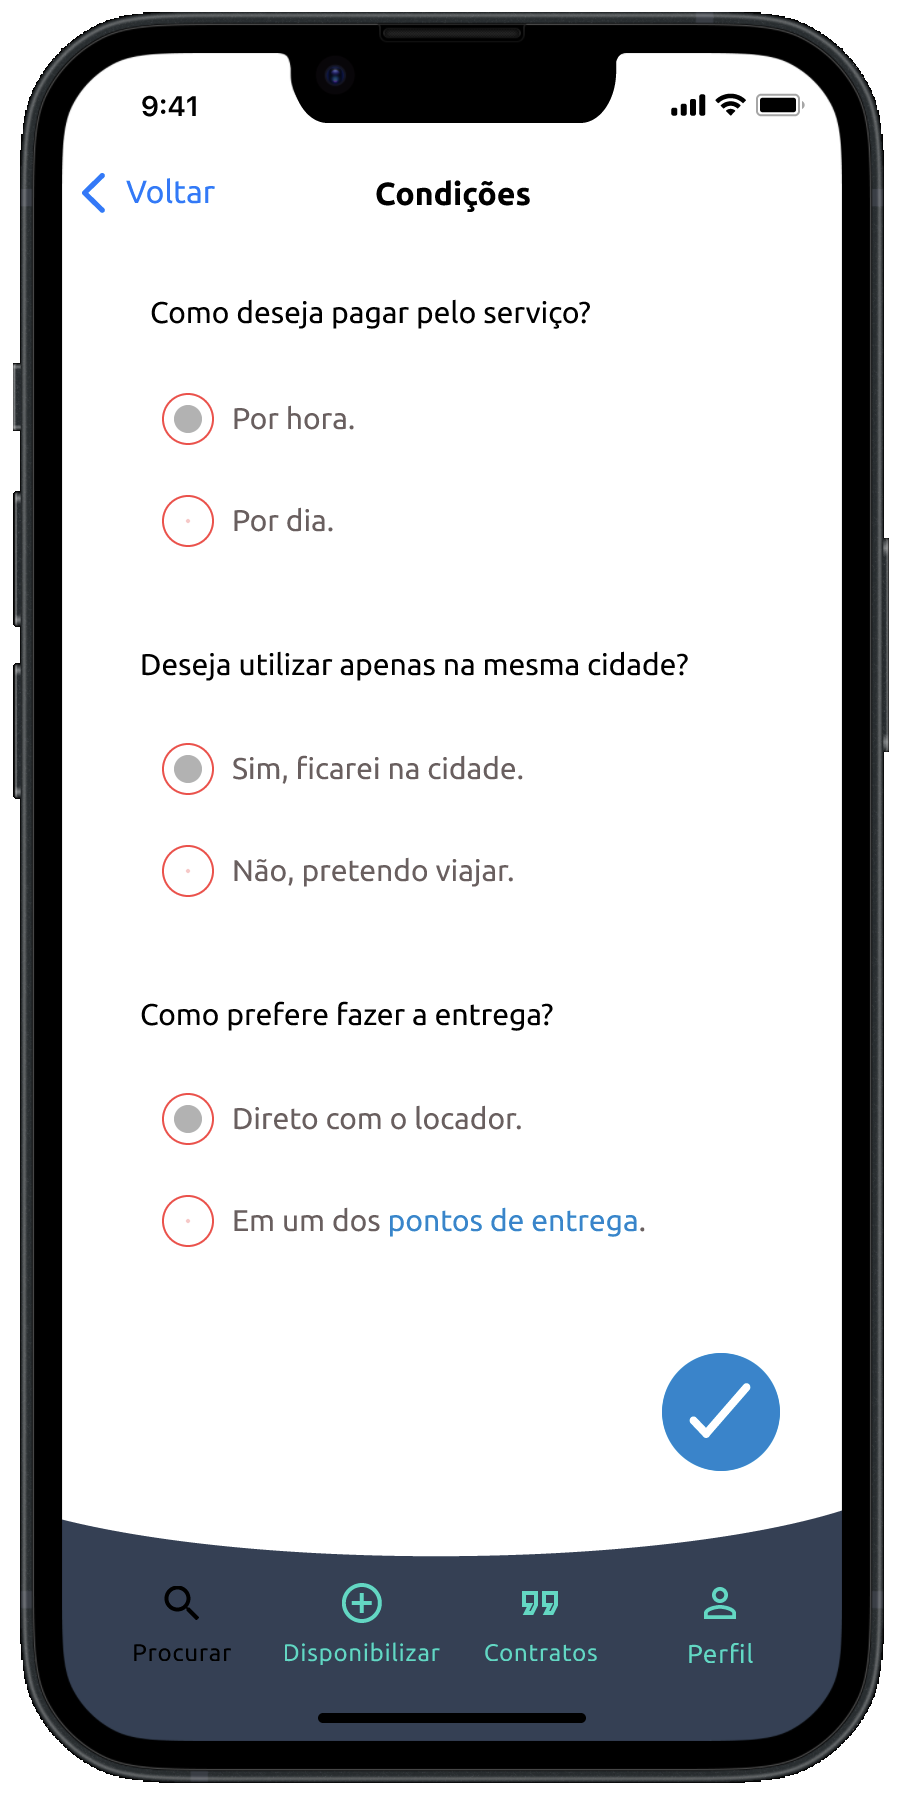 9:41
Voltar
Condições
Como deseja pagar pelo serviço?
Por hora.
Por dia.
Deseja utilizar apenas na mesma cidade?
Sim, ficarei na cidade.
Não, pretendo viajar.
Como prefere fazer a entrega?
Direto com o locador.
Em um dos pontos de entrega.
Procurar Disponibilizar Contratos Perfil